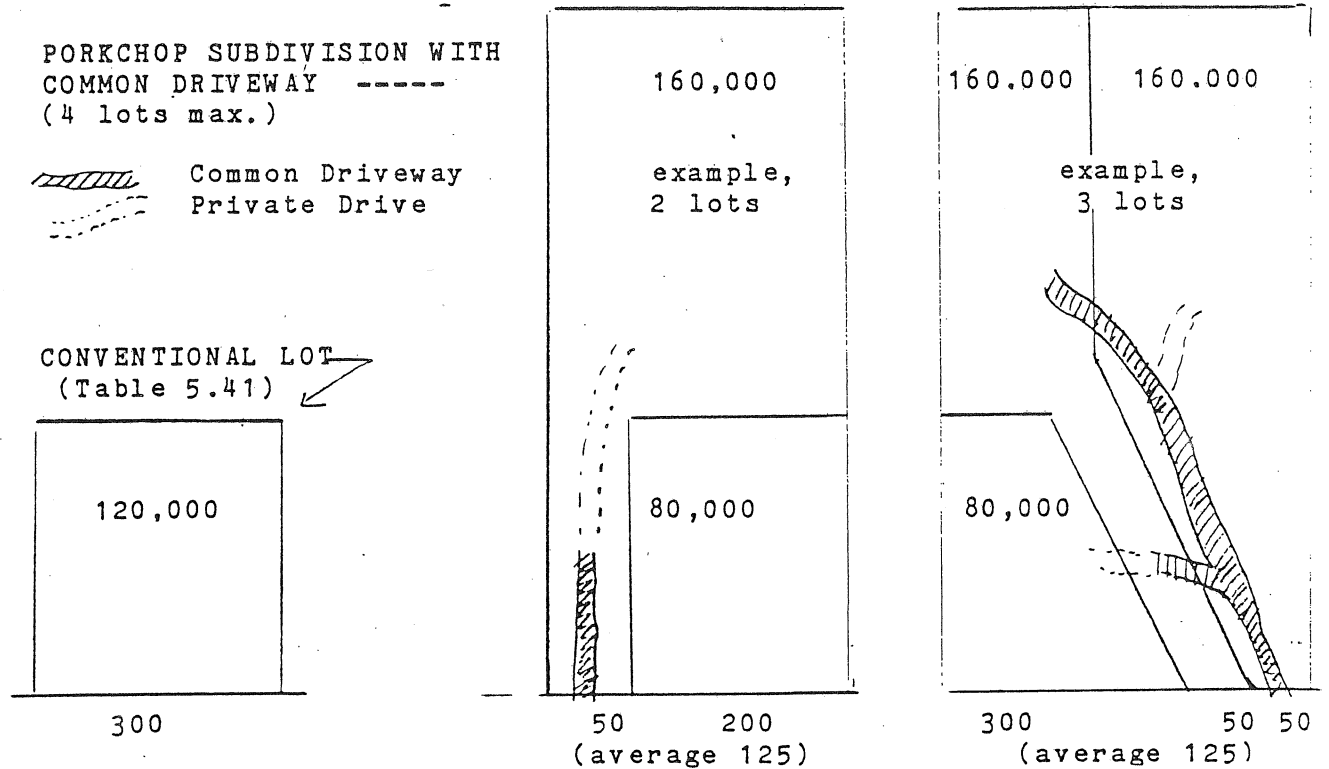 PORKCHOP SUBDIVISION WITH
COMMON DRIVEWAY -----
(4 lots max.)
Common Driveway
Private Drive
CONVENTIONAL LOT
(Table 5.41)
120,000
300
160,000
example,
2 lots
80,000
50 200
(average 125)
160.000 160.000
example,
3 lots
80,000
300 50 50
(average 125)